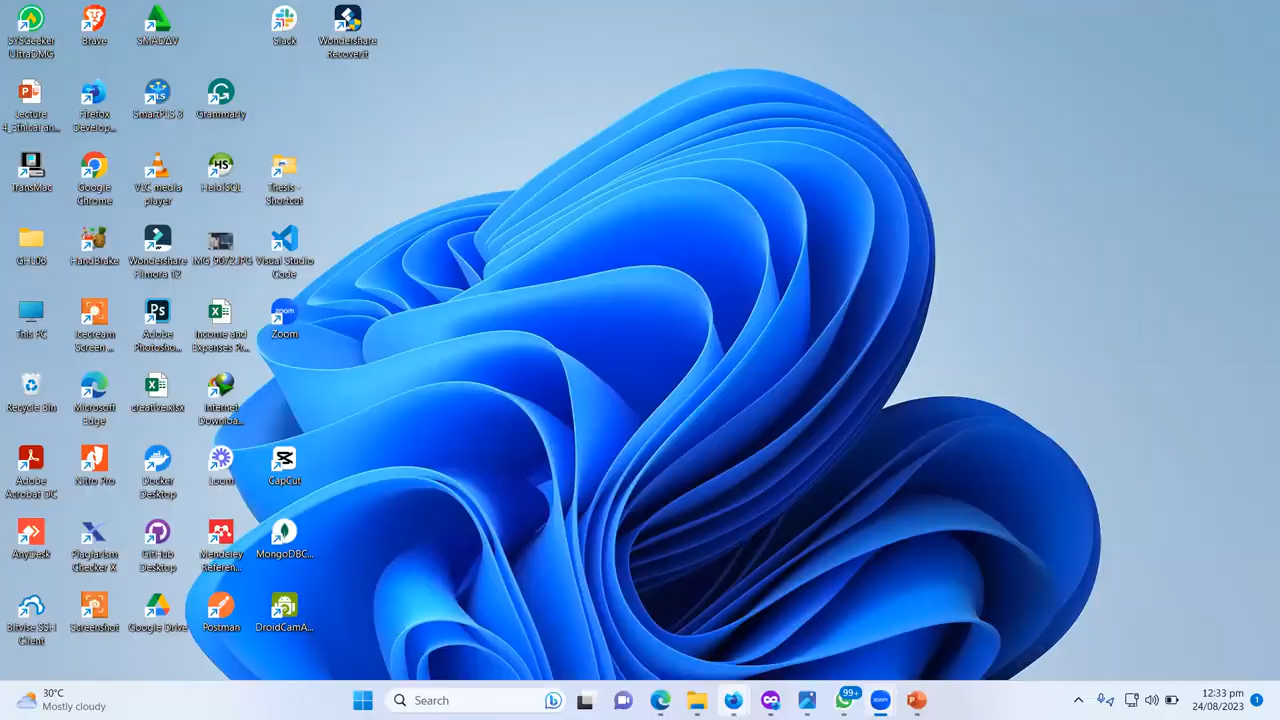 SYSGeeker
UltraDMG
Brave
SMADAV
Slack
Wondershare
Recoverit
Lecture
4_Ethical an...
Firefox
Develop...
SmartPLS 3
Grammarly
TransMac
Google
Chrome
VLC media
player
HeidiSQL
Thesis -
Shortcut
HandBrake
Wondershare
Filmora 12
IMG_9072.JPG
Visual Studio
Code
This PC
Icecream
Screen ...
Ps
Adobe
Photosho...
Income and
Expenses Pr...
zoom
Zoom
Recycle Bin
Microsoft
Edge
creative.xlsx
Internet
Downloa...
Adobe
Acrobat DC
Nitro Pro
Docker
Desktop
Loom
CapCut
AnyDesk
Plagiarism
Checker X
GitHub
Desktop
Mendeley
Referen...
MongoDBC...
Bitvise SSH
Client
Screenshot
Google Drive
Postman
DroidCamA...
30°C
Mostly cloudy
Search
99+
zoom
12:33 pm
24/08/2023
1